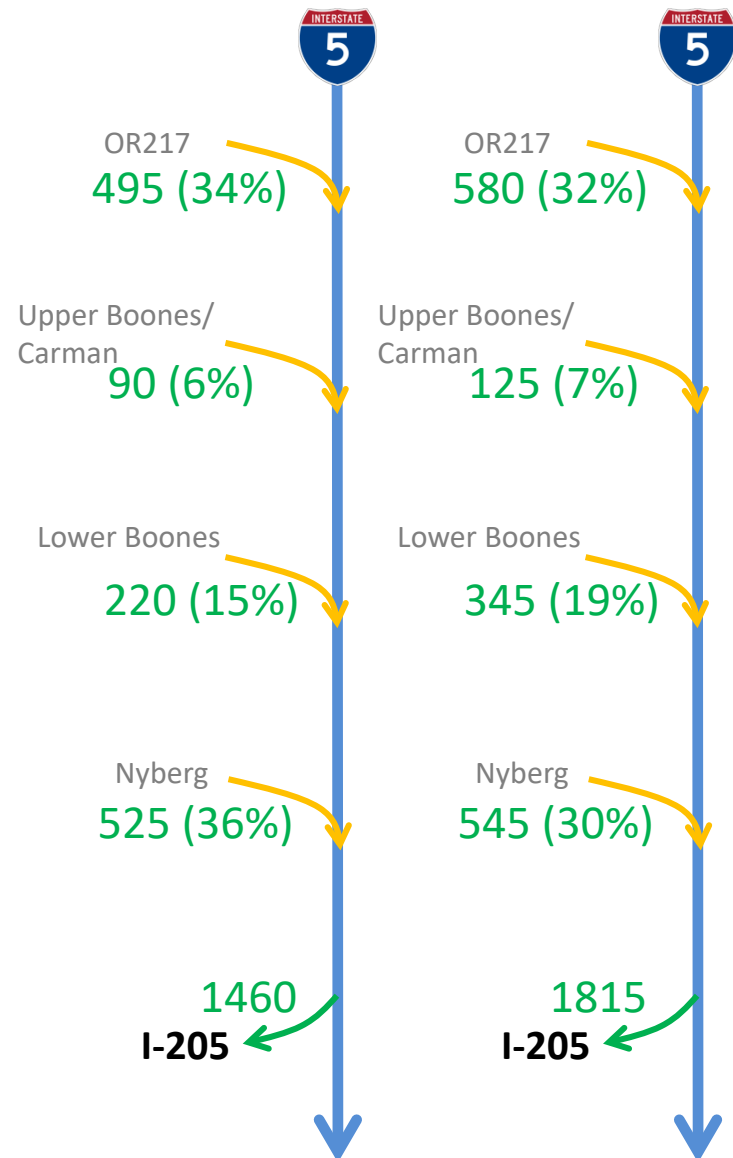 INTERSTATE
5
OR217
495 (34%)
Upper Boones/
Carman
90 (6%)
Lower Boones
220 (15%)
Nyberg
525 (36%)
1460
I-205
INTERSTATE
5
OR217
580 (32%)
Upper Boones/
Carman
125 (7%)
Lower Boones
345 (19%)
Nyberg
545 (30%)
1815
I-205